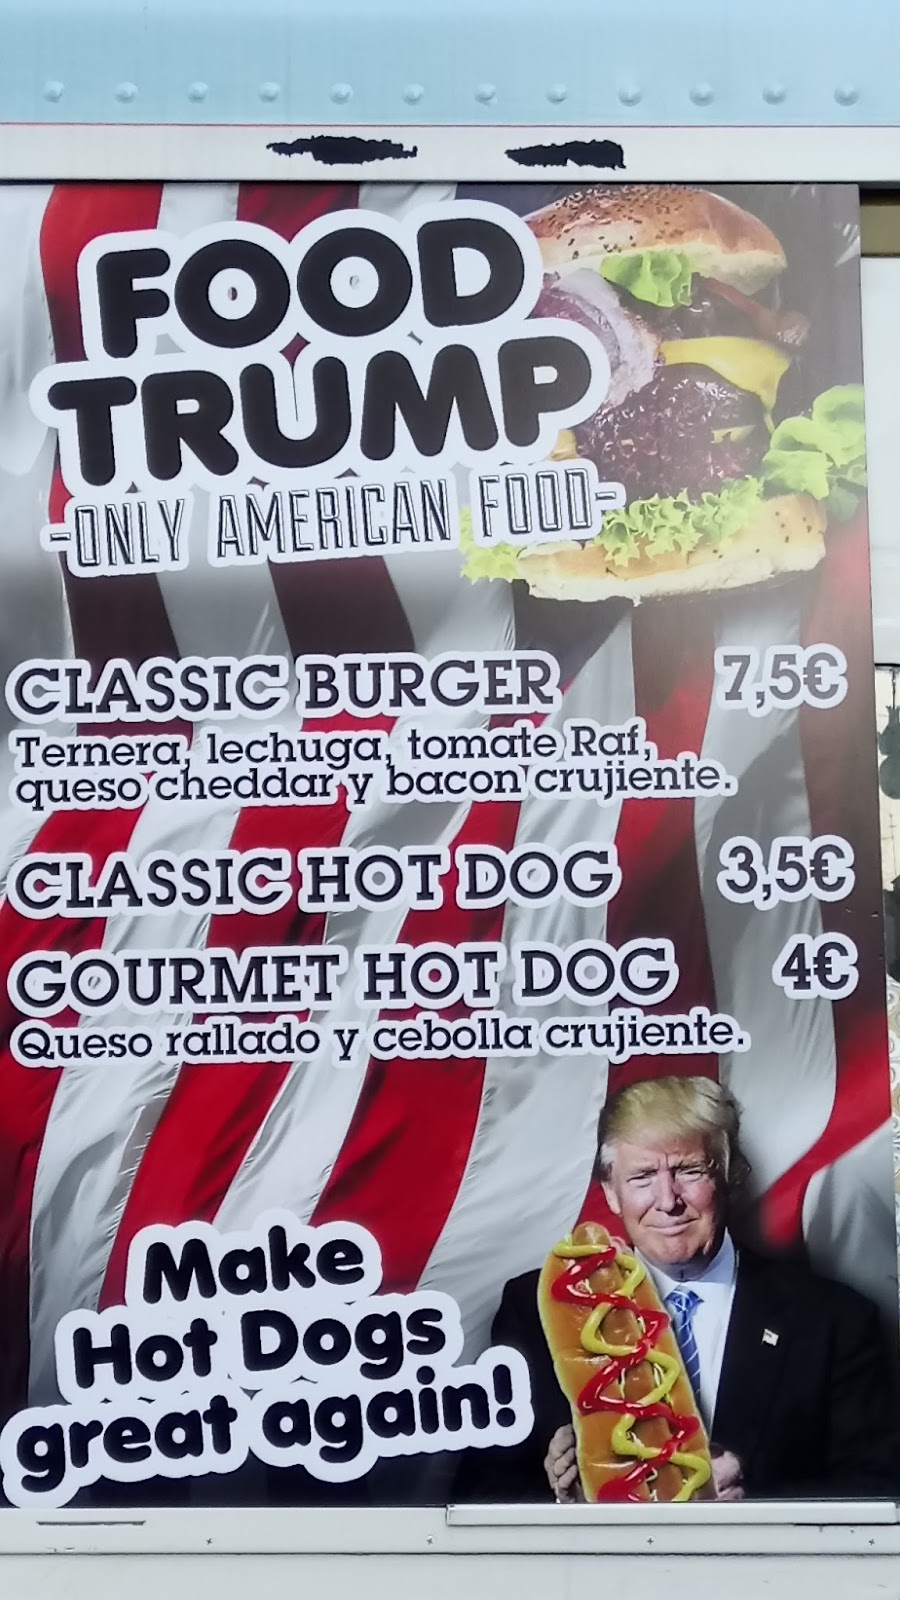 FOOD
TRUMP
-ONLY AMERICAN FOOD-
CLASSIC BURGER 7,5€
Ternera, lechuga, tomate Raf,
queso cheddar y bacon crujiente.
CLASSIC HOT DOG 3,5€
GOURMET HOT DOG 4€
Queso rallado y cebolla crujiente.
Make
Hot Dogs
great again!